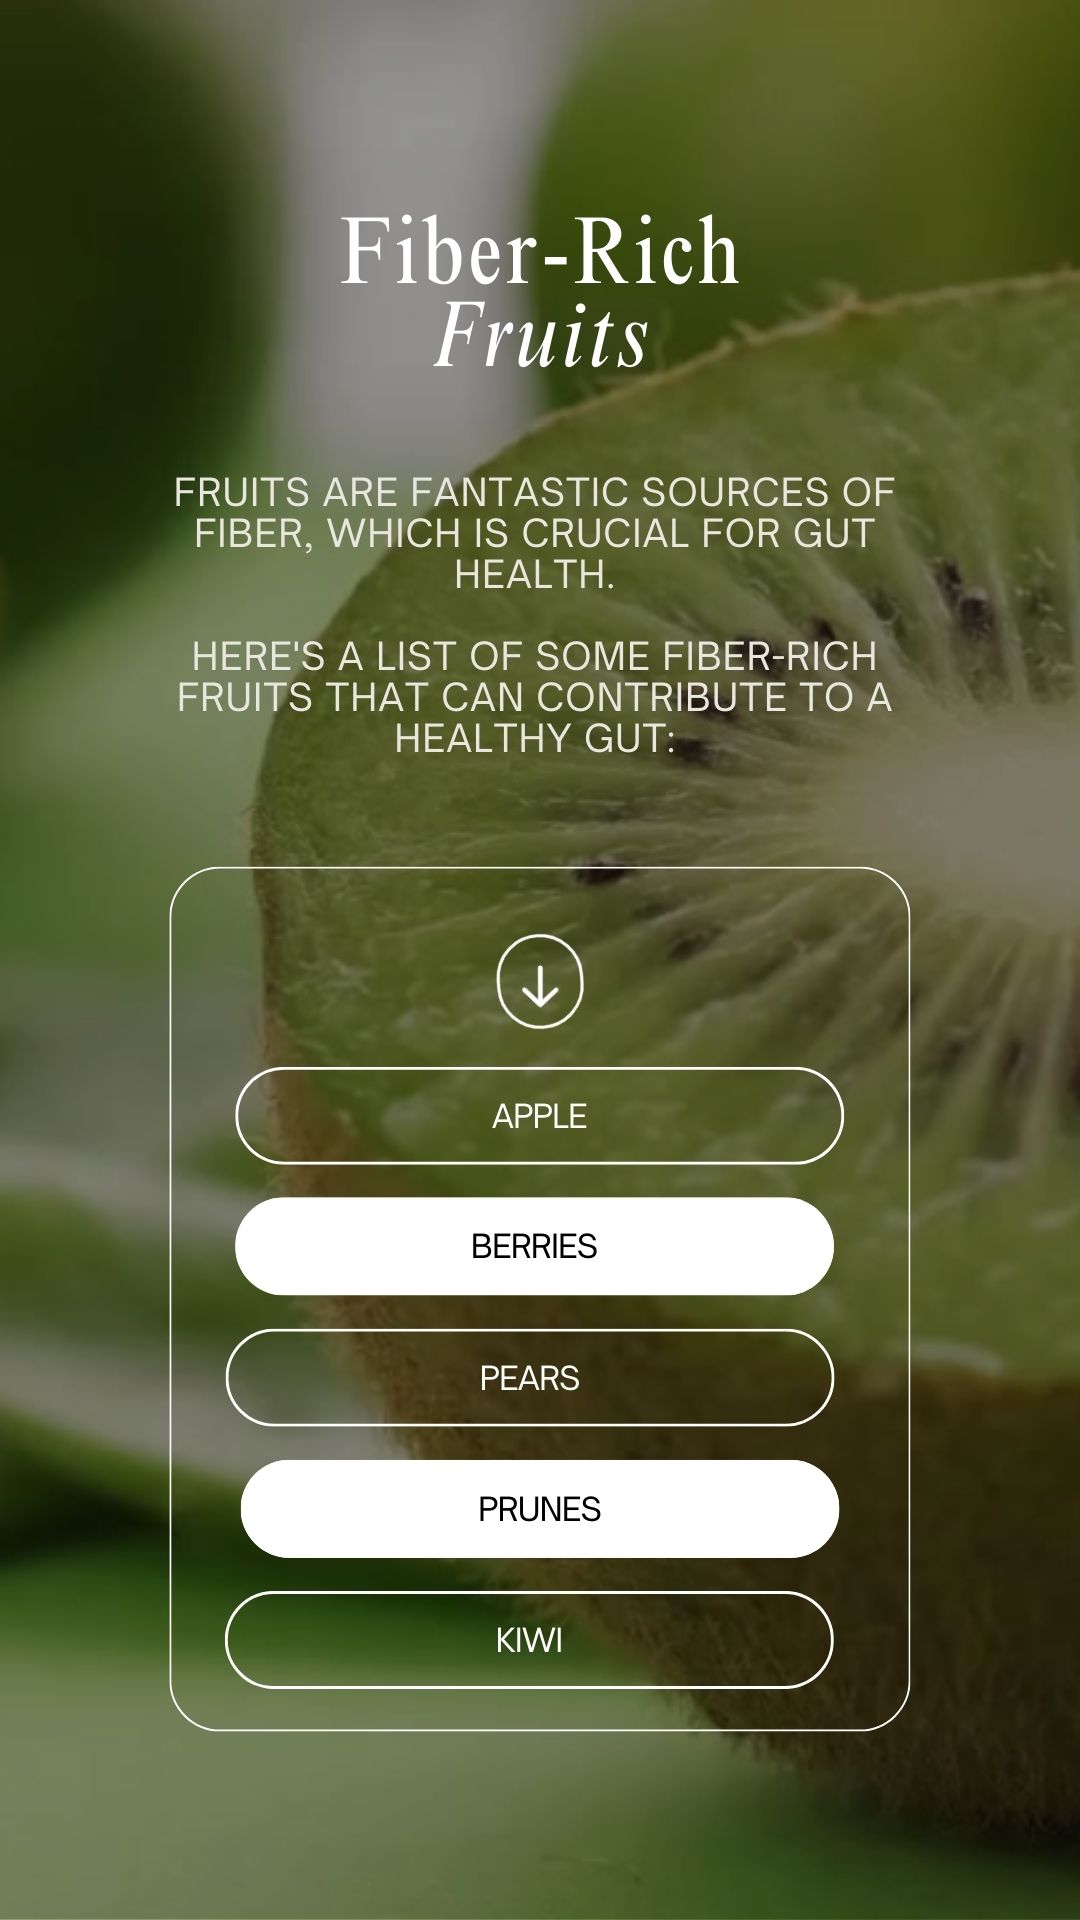 Fiber-Rich
Fruits
FRUITS ARE FANTASTIC SOURCES OF
FIBER, WHICH IS CRUCIAL FOR GUT
HEALTH.
HERE'S A LIST OF SOME FIBER-RICH
FRUITS THAT CAN CONTRIBUTE TO A
HEALTHY GUT:
APPLE
BERRIES
PEARS
PRUNES
KIWI